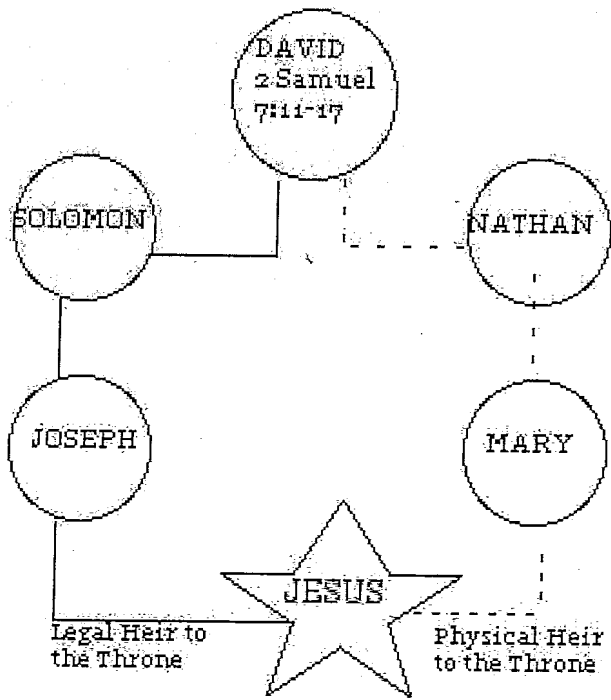 DAVID
2 Samuel
7:11-17
SOLOMON
NATHAN
JOSEPH
MARY
JESUS
Legal Heir to
the Throne
Physical Heir
to the Throne